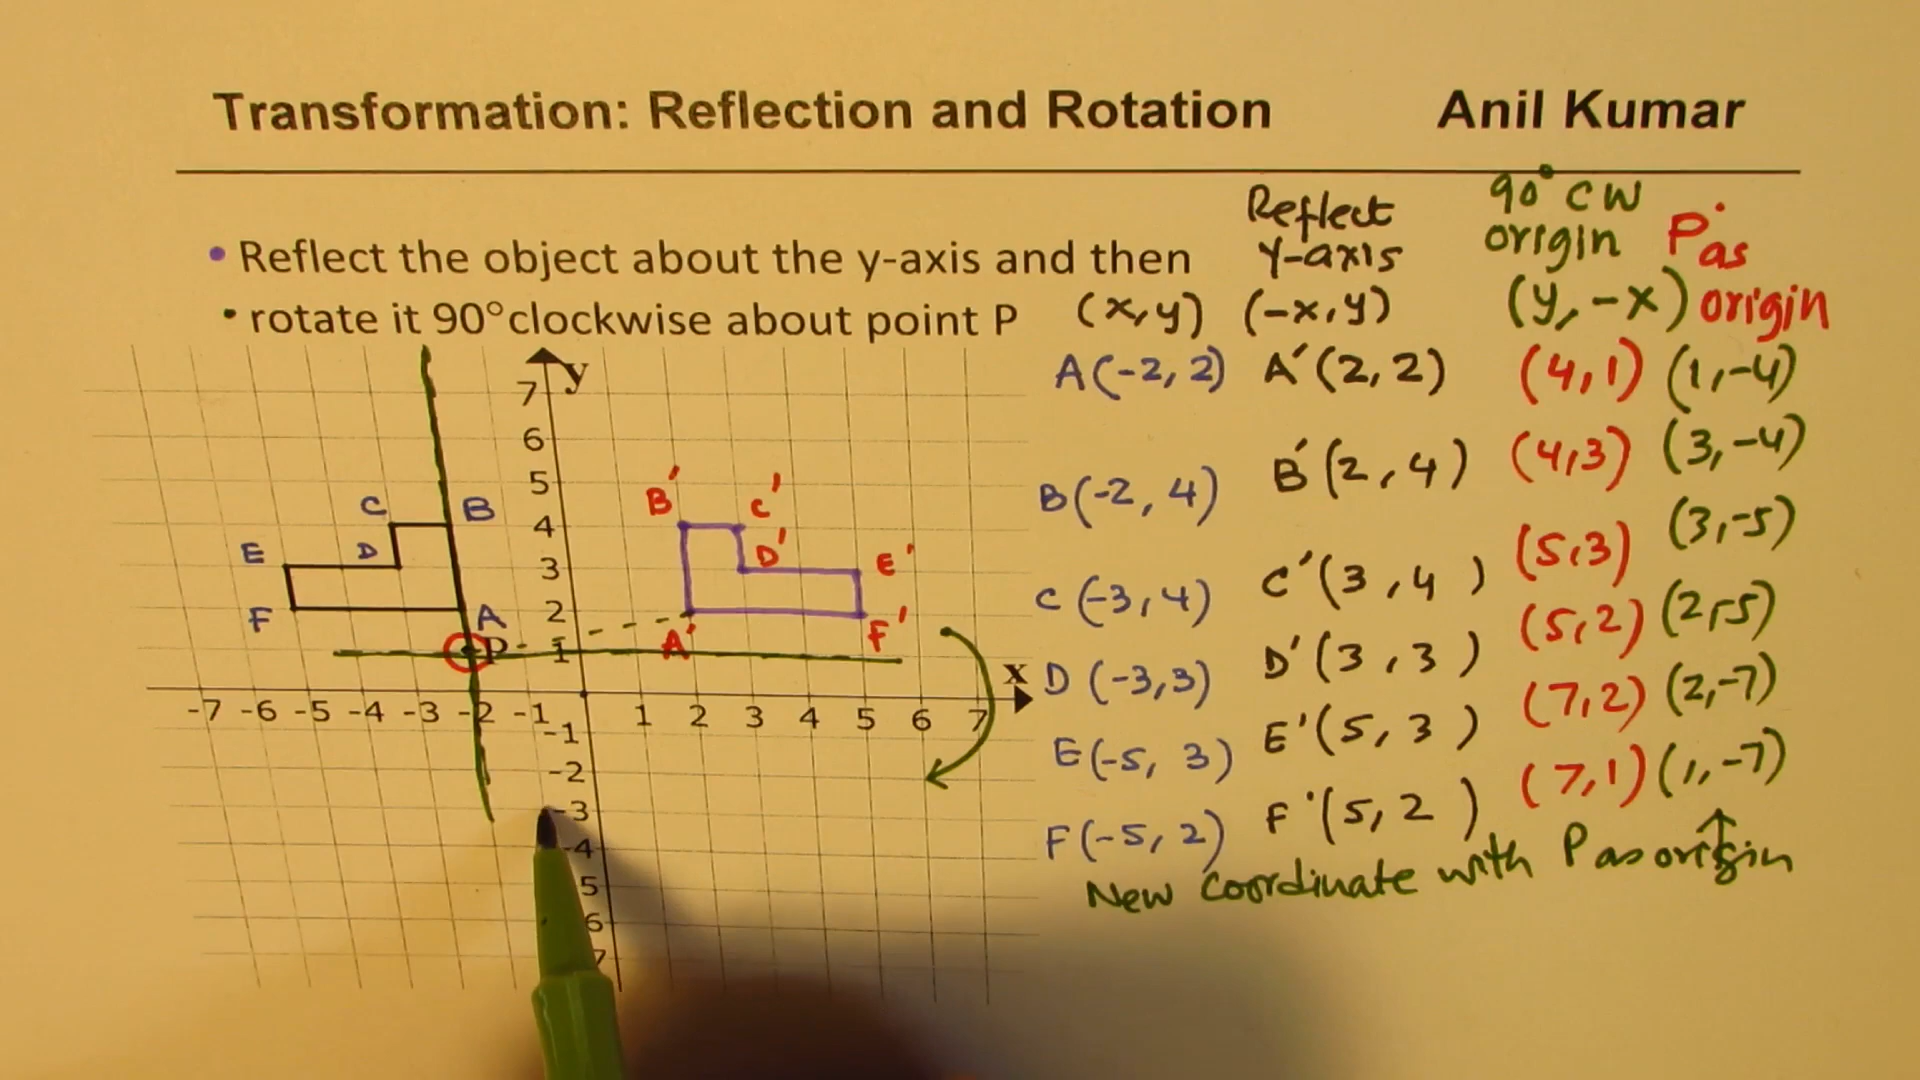 Transformation: Reflection and Rotation Anil Kumar
• Reflect the object about the y-axis and then
• rotate it 90° clockwise about point P
Reflect
Y-axis
90° CW
origin
P as
origin
(x,y) (-x,y) (y,-x)
A(-2,2) A'(2,2) (4,1) (1,-4)
B(-2,4) B'(2,4) (4,3) (3,-4)
C(-3,4) C'(3,4) (5,3) (3,-5)
D(-3,3) D'(3,3) (5,2) (2,-5)
E(-5,3) E'(5,3) (7,2) (2,-7)
F(-5,2) F'(5,2) (7,1) (1,-7)
New coordinate with P as origin
y
7
6
5
4
3
2
1
C B
E D
F A
P
B' C'
D' E'
A' F'
x
-7 -6 -5 -4 -3 -2 -1 1 2 3 4 5 6 7
-1
-2
-3
-4
5
6
7